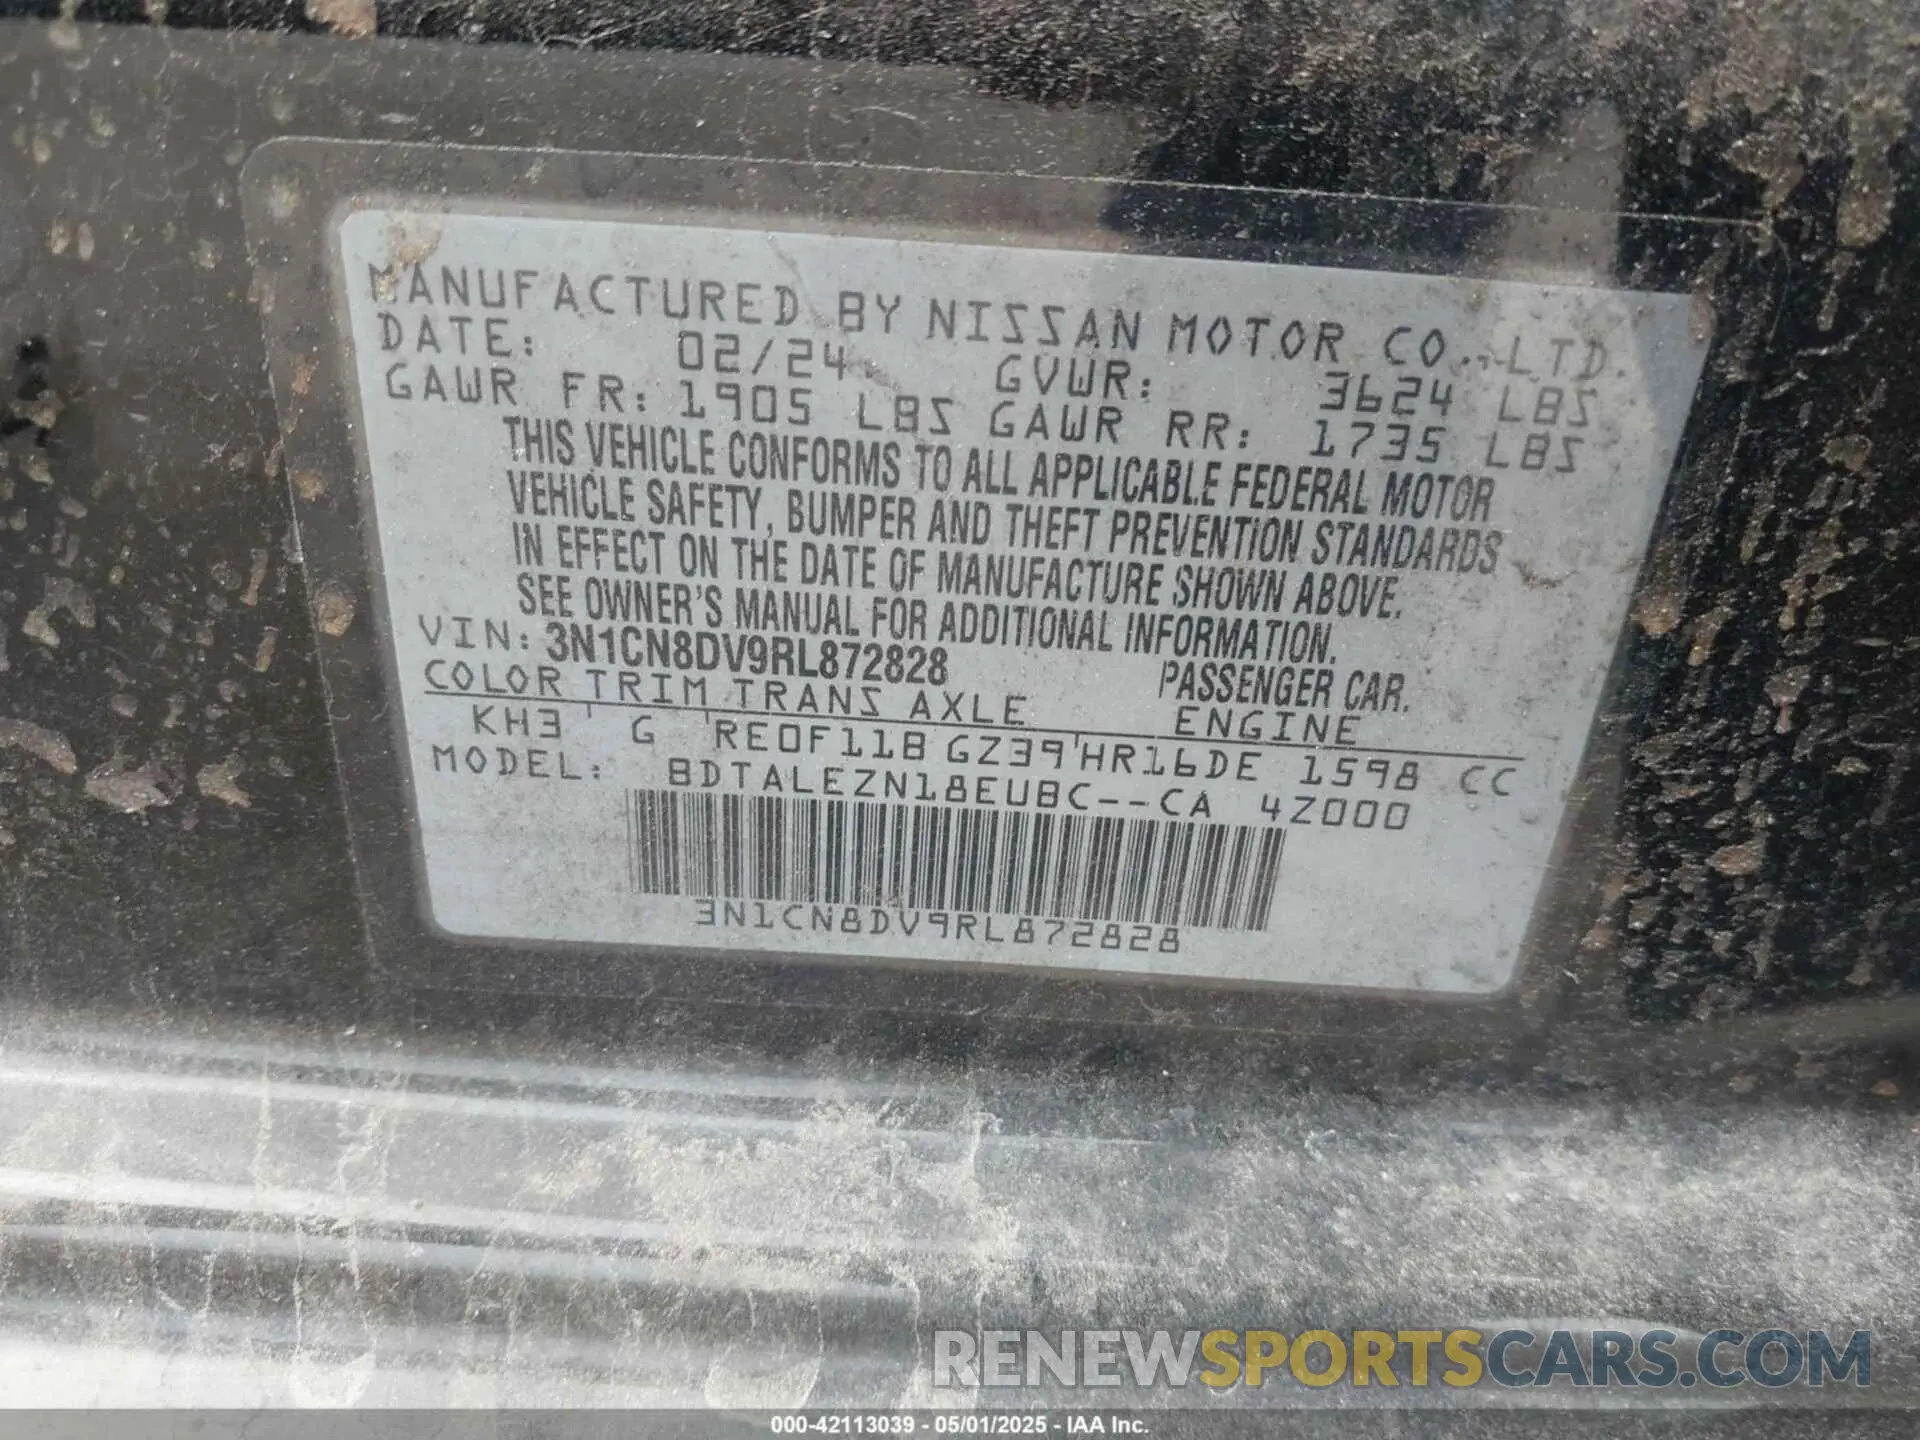 MANUFACTURED BY NISSAN MOTOR CO., LTD.
DATE: 02/24 GVWR: 3624 LBS
GAWR FR: 1905 LBS GAWR RR: 1735 LBS
THIS VEHICLE CONFORMS TO ALL APPLICABLE FEDERAL MOTOR
VEHICLE SAFETY, BUMPER AND THEFT PREVENTION STANDARDS
IN EFFECT ON THE DATE OF MANUFACTURE SHOWN ABOVE.
SEE OWNER'S MANUAL FOR ADDITIONAL INFORMATION.
VIN: 3N1CN8DV9RL872828 PASSENGER CAR.
COLOR TRIM TRANS AXLE ENGINE
KH3 G RE0F11B GZ39 HR16DE 1598 CC
MODEL: BDTALEZN18EUBC--CA 4Z000
3N1CN8DV9RL872828
RENEWSPORTSCARS.COM
000-42113039 - 05/01/2025 - IAA Inc.